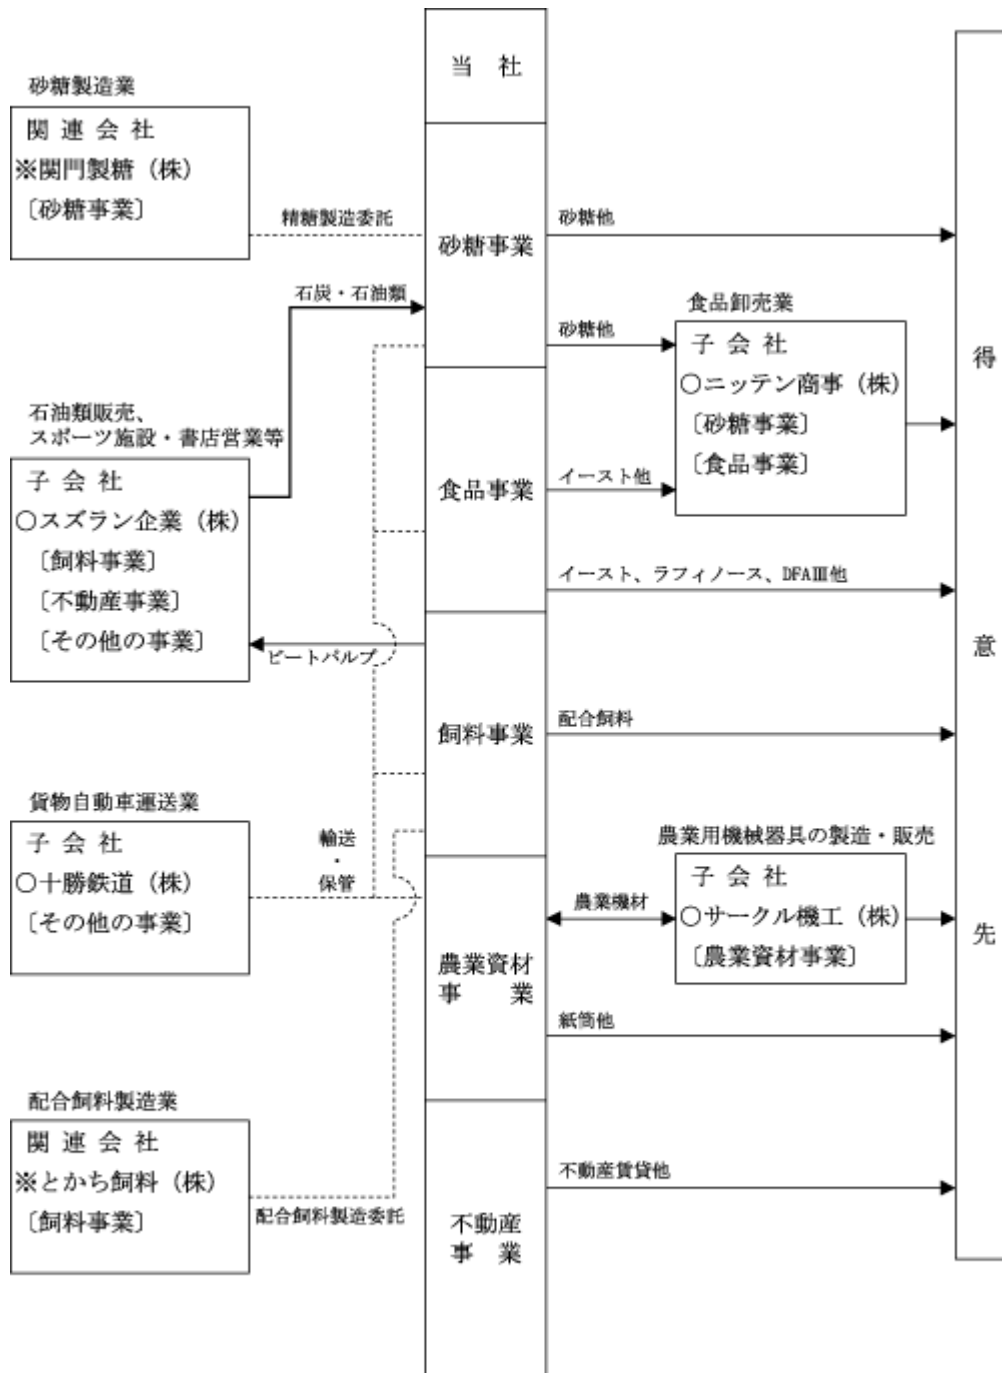 当 社
砂糖製造業
関 連 会 社
※関門製糖（株）
〔砂糖事業〕
精糖製造委託
砂糖事業
砂糖他
石炭・石油類
砂糖他
食品卸売業
子 会 社
○ニッテン商事（株）
〔砂糖事業〕
〔食品事業〕
得
意
先
石油類販売、
スポーツ施設・書店営業等
子 会 社
○スズラン企業（株）
〔飼料事業〕
〔不動産事業〕
〔その他の事業〕
食品事業
イースト他
イースト、ラフィノース、DFAⅢ他
ビートパルプ
飼料事業
配合飼料
貨物自動車運送業
子 会 社
○十勝鉄道（株）
〔その他の事業〕
輸送
・
保管
農業用機械器具の製造・販売
子 会 社
○サークル機工（株）
〔農業資材事業〕
農業機材
農業資材
事 業
紙筒他
配合飼料製造業
関 連 会 社
※とかち飼料（株）
〔飼料事業〕
配合飼料製造委託
不動産賃貸他
不動産
事 業